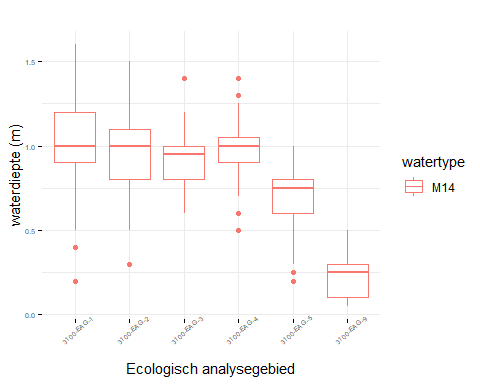 waterdiepte (m)
1.5
1.0
0.5
0.0
3100-EAG-1
3100-EAG-2
3100-EAG-3
3100-EAG-4
3100-EAG-5
3100-EAG-9
Ecologisch analysegebied
watertype
M14